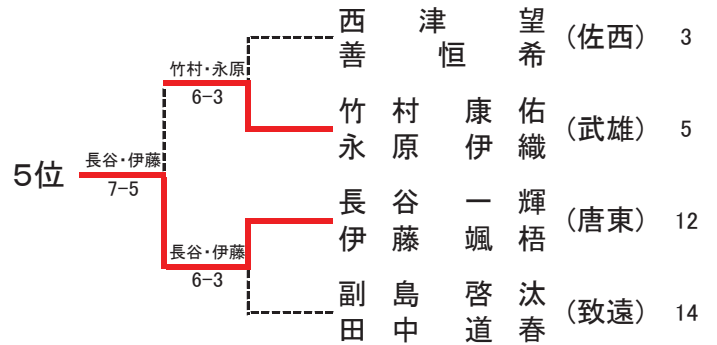 西津望
善恒希
(佐西) 3
竹村・永原
6-3
竹村康佑
永原伊織
(武雄) 5
5位
長谷・伊藤
7-5
長谷一輝
伊藤颯梧
(唐東) 12
長谷・伊藤
6-3
副島啓汰
田中道春
(致遠) 14